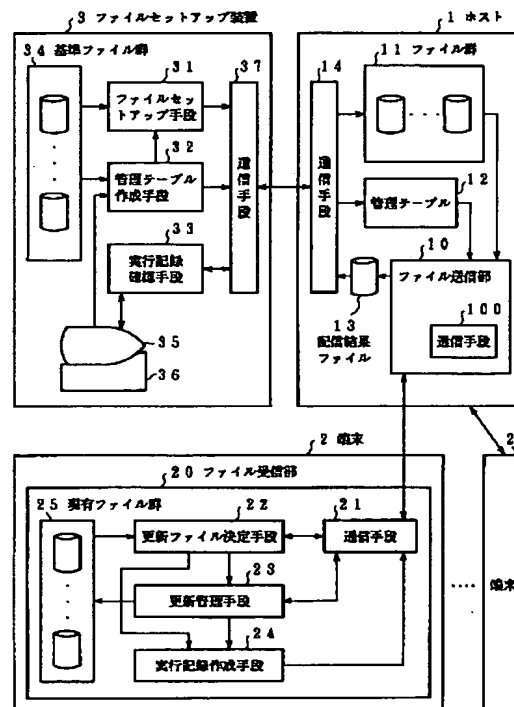 3 ファイルセットアップ装置
34 基準ファイル群
31
ファイルセッ
トアップ手段
32
管理テーブル
作成手段
33
実行記録
確認手段
35
36
37
通信手段
1 ホスト
14
通信手段
11 ファイル群
12
管理テーブル
10
ファイル送信部
13
配信結果
ファイル
100
通信手段
2 端末
20 ファイル受信部
25 現有ファイル群
22
更新ファイル決定手段
21
通信手段
23
更新管理手段
24
実行記録作成手段
2
端末